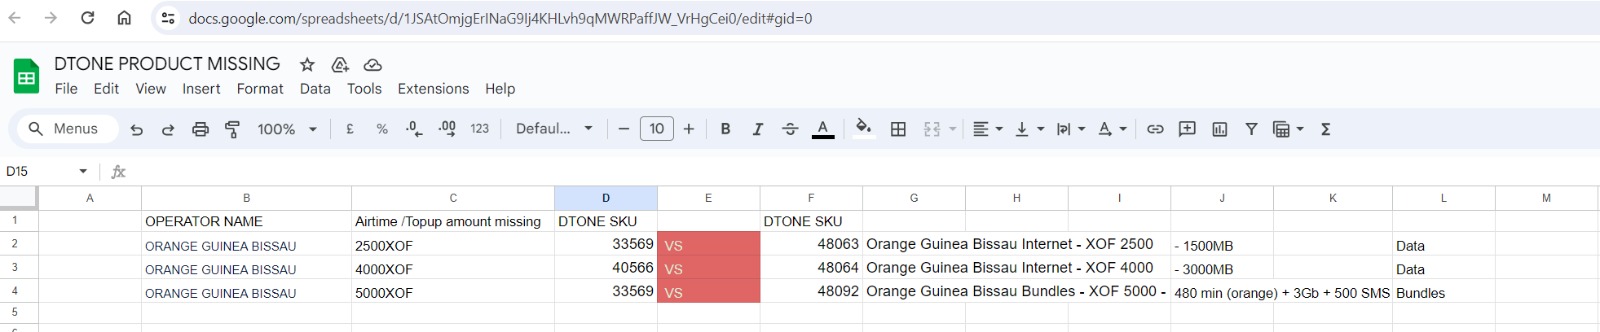 docs.google.com/spreadsheets/d/1JSAtOmjgErINaG9Ij4KHLvh9qMWRPaffJW_VrHgCei0/edit#gid=0
DTONE PRODUCT MISSING
File Edit View Insert Format Data Tools Extensions Help
Menus 100% £ % .0 .00 123 Defaul... − 10 + B I S A Σ
D15 fx
A B C D E F G H I J K L M
1 OPERATOR NAME Airtime /Topup amount missing DTONE SKU DTONE SKU
2 ORANGE GUINEA BISSAU 2500XOF 33569 VS 48063 Orange Guinea Bissau Internet - XOF 2500 - 1500MB Data
3 ORANGE GUINEA BISSAU 4000XOF 40566 VS 48064 Orange Guinea Bissau Internet - XOF 4000 - 3000MB Data
4 ORANGE GUINEA BISSAU 5000XOF 33569 VS 48092 Orange Guinea Bissau Bundles - XOF 5000 - 480 min (orange) + 3Gb + 500 SMS Bundles
5